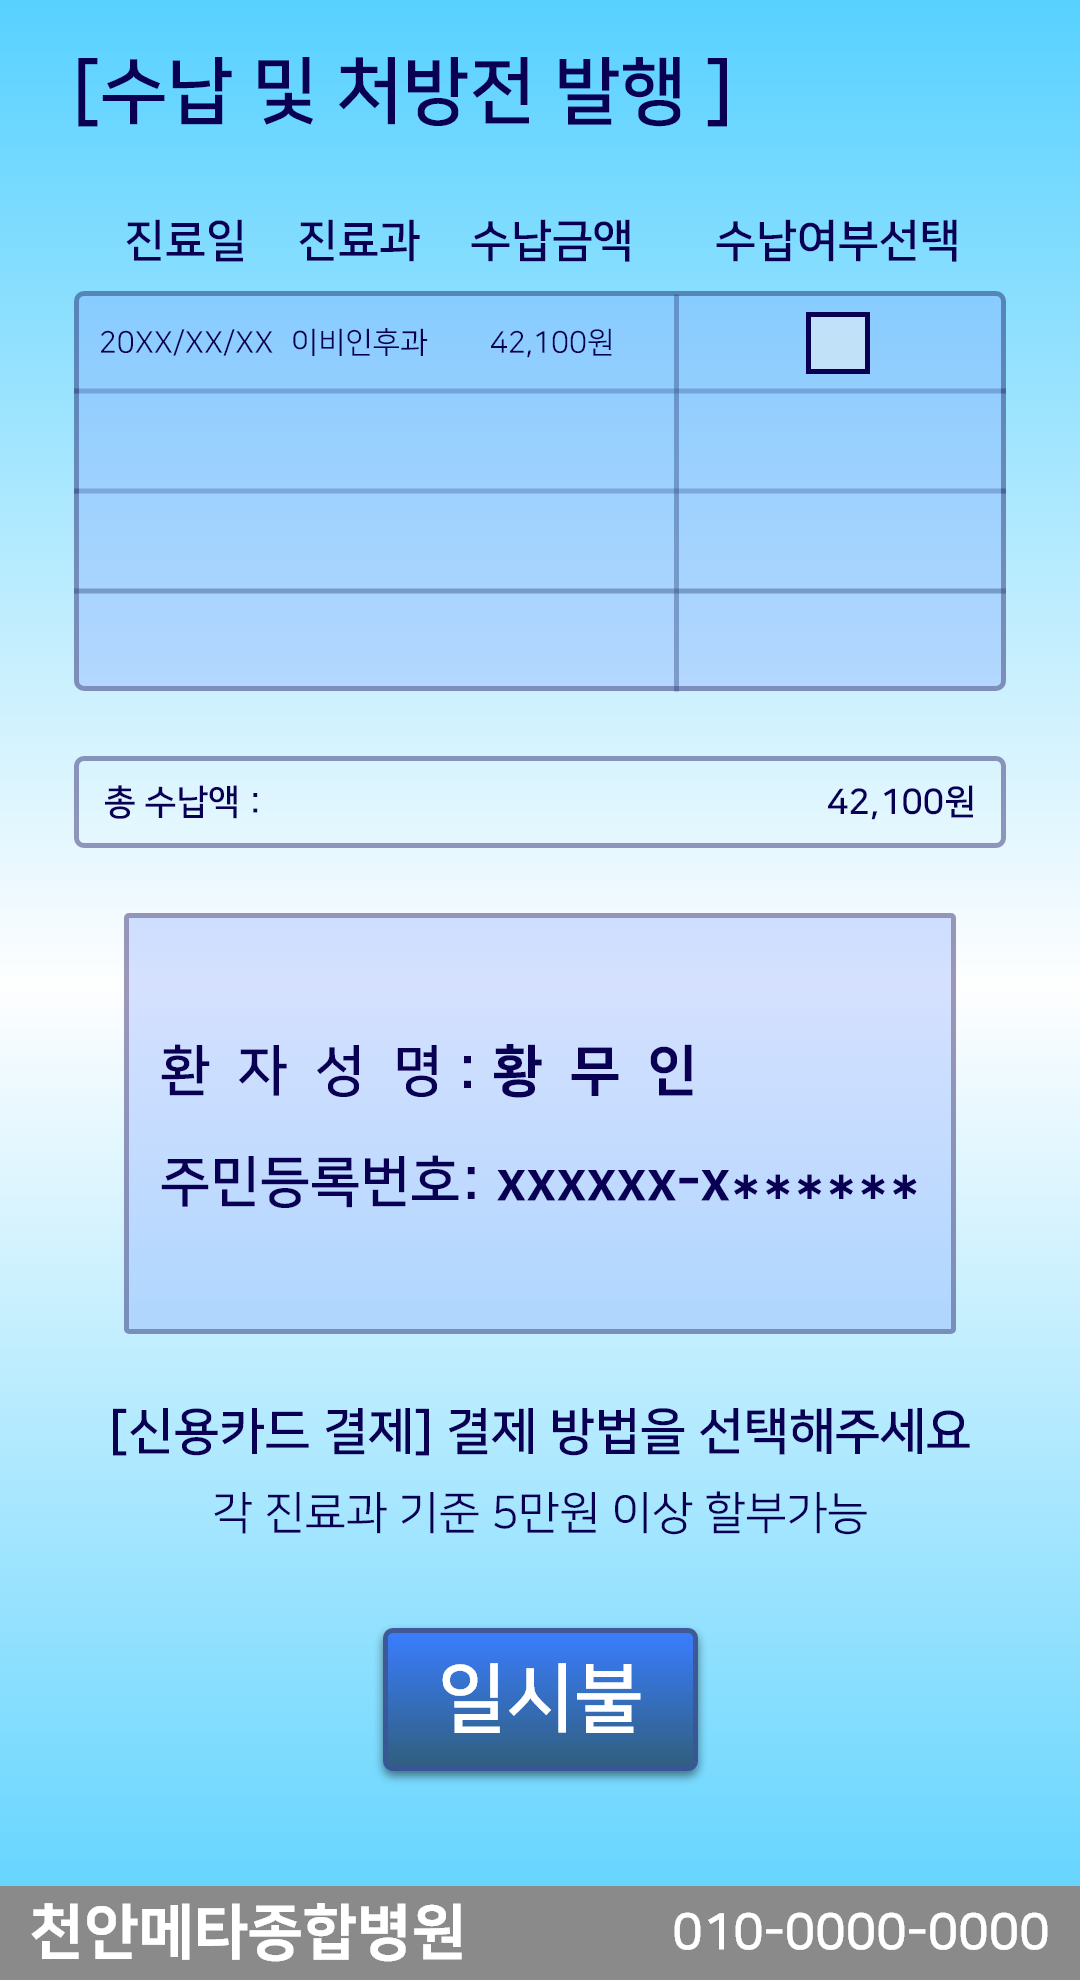 [수납 및 처방전 발행 ]
진료일 진료과 수납금액 수납여부선택
20XX/XX/XX 이비인후과 42,100원
총 수납액 : 42,100원
환 자 성 명 : 황 무 인
주민등록번호: xxxxxx-x******
[신용카드 결제] 결제 방법을 선택해주세요
각 진료과 기준 5만원 이상 할부가능
일시불
천안메타종합병원 010-0000-0000